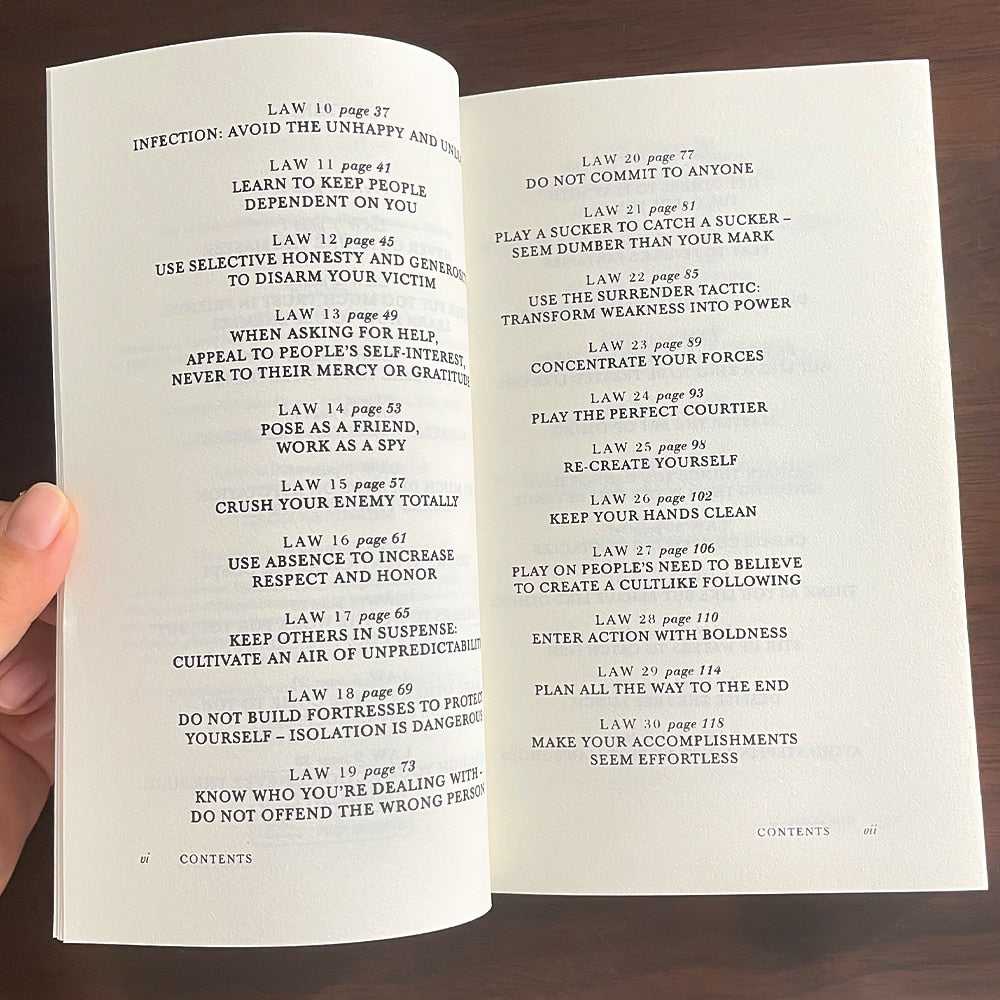 LAW 10 page 37
INFECTION: AVOID THE UNHAPPY AND
LAW 11 page 41
LEARN TO KEEP PEOPLE
DEPENDENT ON YOU
LAW 12 page 45
USE SELECTIVE HONESTY AND
TO DISARM YOUR VICTIM
LAW 13 page 49
WHEN ASKING FOR HELP,
APPEAL TO PEOPLE'S SELF-INTEREST,
NEVER TO THEIR MERCY OR GRATITUDE
LAW 14 page 53
POSE AS A FRIEND,
WORK AS A SPY
LAW 15 page 57
CRUSH YOUR ENEMY TOTALLY
LAW 16 page 61
USE ABSENCE TO INCREASE
RESPECT AND HONOR
LAW 17 page 65
KEEP OTHERS IN SUSPENSE:
CULTIVATE AN AIR OF
LAW 18 page 69
DO NOT BUILD FORTRESSES TO PROTECT
YOURSELF – ISOLATION IS DANGEROUS
LAW 19 page 73
KNOW WHO YOU'RE DEALING WITH -
DO NOT OFFEND THE WRONG PERSON
vi CONTENTS
LAW 20 page 77
DO NOT COMMIT TO ANYONE
LAW 21 page 81
PLAY A SUCKER TO CATCH A SUCKER –
SEEM DUMBER THAN YOUR MARK
LAW 22 page 85
USE THE SURRENDER TACTIC:
TRANSFORM WEAKNESS INTO POWER
LAW 23 page 89
CONCENTRATE YOUR FORCES
LAW 24 page 93
PLAY THE PERFECT COURTIER
LAW 25 page 98
RE-CREATE YOURSELF
LAW 26 page 102
KEEP YOUR HANDS CLEAN
LAW 27 page 106
PLAY ON PEOPLE'S NEED TO BELIEVE
TO CREATE A CULTLIKE FOLLOWING
LAW 28 page 110
ENTER ACTION WITH BOLDNESS
LAW 29 page 114
PLAN ALL THE WAY TO THE END
LAW 30 page 118
MAKE YOUR ACCOMPLISHMENTS
SEEM EFFORTLESS
CONTENTS vii